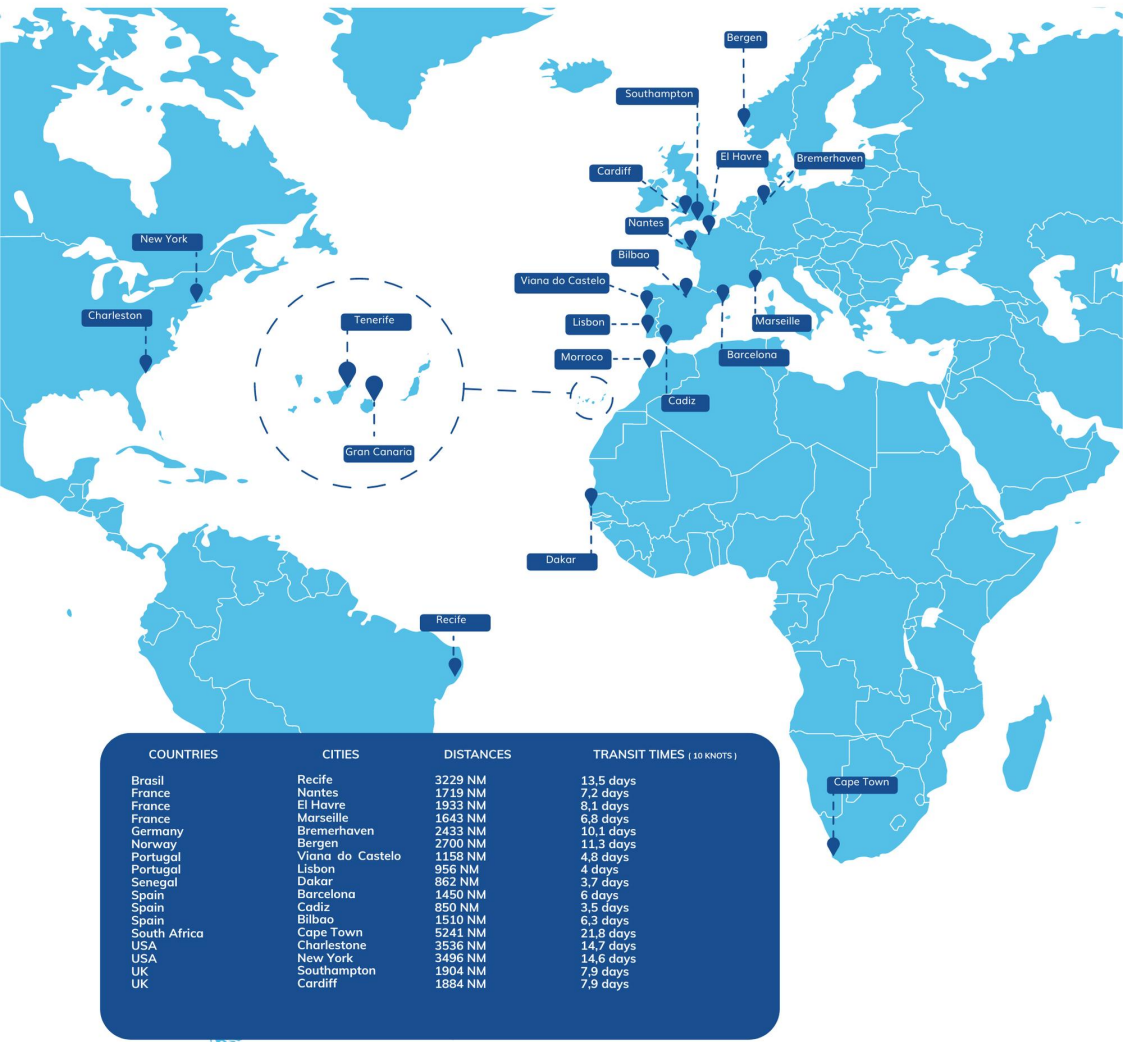 Bergen
Southampton
El Havre
Bremerhaven
Cardiff
Nantes
New York
Bilbao
Viana do Castelo
Charleston
Tenerife
Lisbon
Marseille
Morroco
Barcelona
Cadiz
Gran Canaria
Dakar
Recife
Cape Town
COUNTRIES CITIES DISTANCES TRANSIT TIMES ( 10 KNOTS )
Brasil Recife 3229 NM 13,5 days
France Nantes 1719 NM 7,2 days
France El Havre 1933 NM 8,1 days
France Marseille 1643 NM 6,8 days
Germany Bremerhaven 2433 NM 10,1 days
Norway Bergen 2700 NM 11,3 days
Portugal Viana do Castelo 1158 NM 4,8 days
Portugal Lisbon 956 NM 4 days
Senegal Dakar 862 NM 3,7 days
Spain Barcelona 1450 NM 6 days
Spain Cadiz 850 NM 3,5 days
Spain Bilbao 1510 NM 6,3 days
South Africa Cape Town 5241 NM 21,8 days
USA Charlestone 3536 NM 14,7 days
USA New York 3496 NM 14,6 days
UK Southampton 1904 NM 7,9 days
UK Cardiff 1884 NM 7,9 days